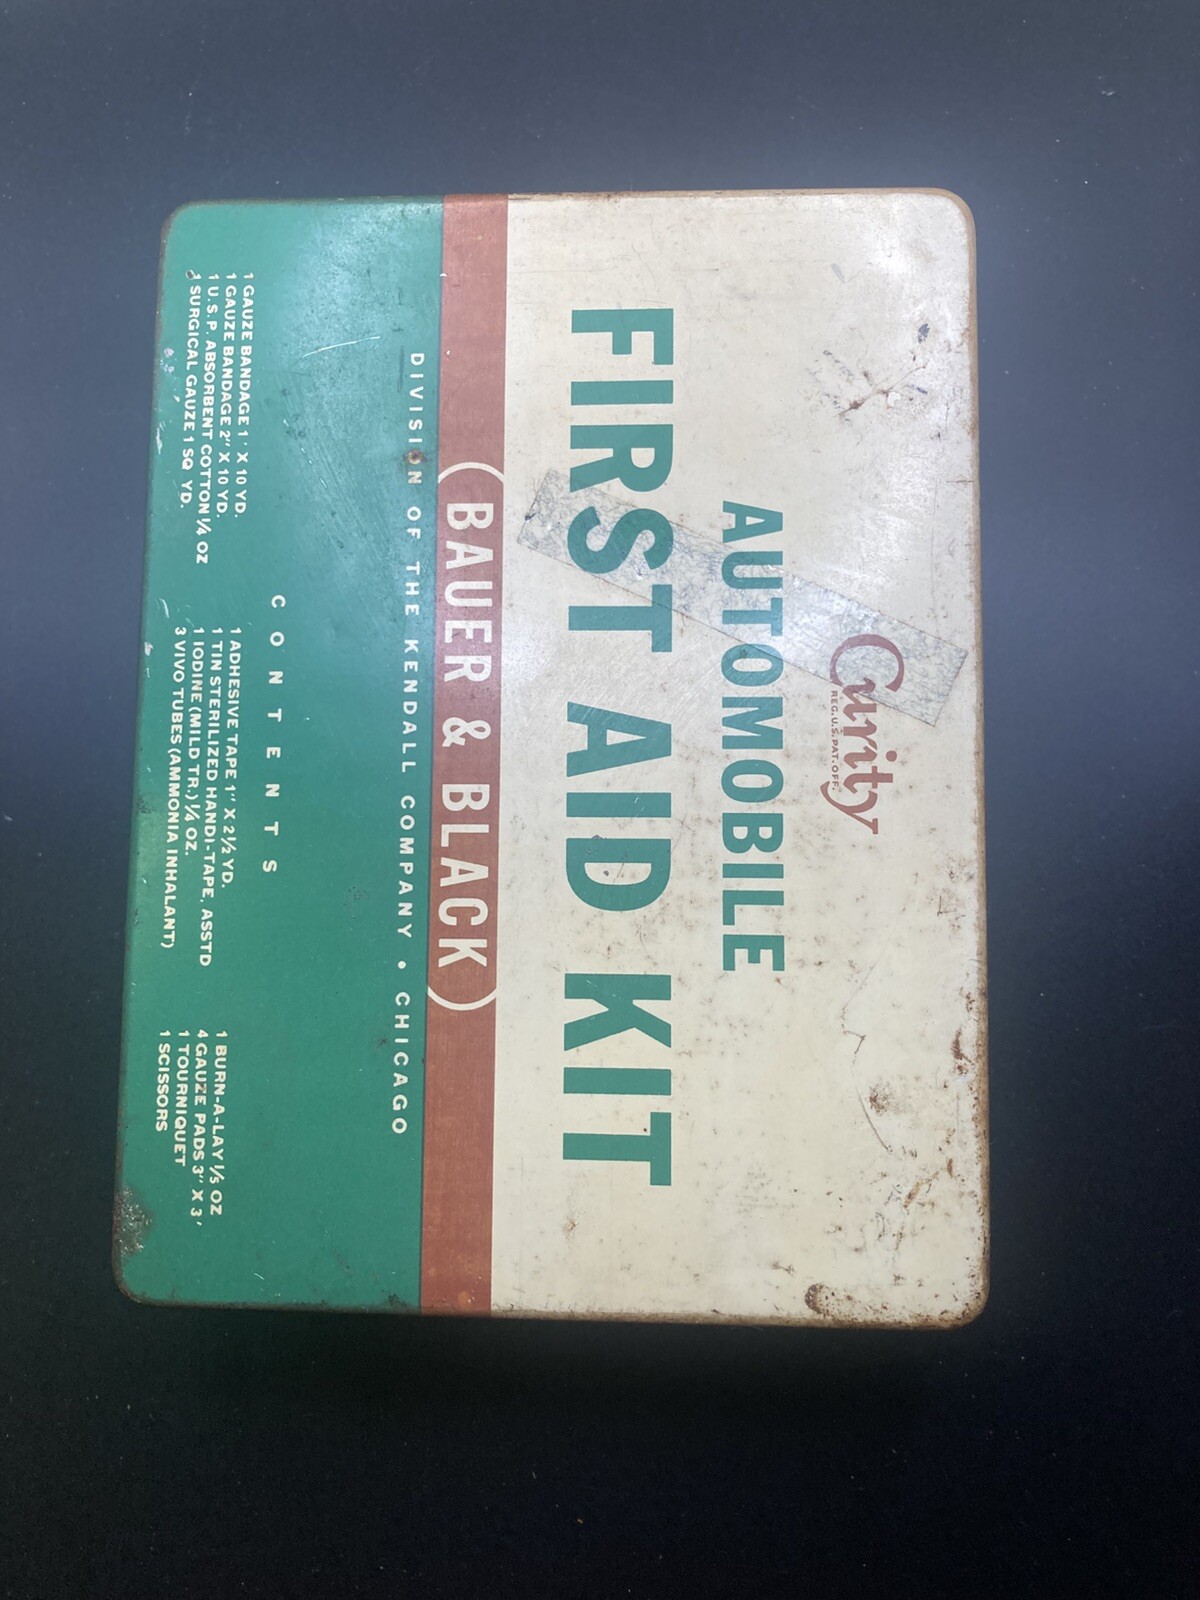 Curity
REG. U.S. PAT. OFF.
AUTOMOBILE
FIRST AID KIT
(BAUER & BLACK)
DIVISION OF THE KENDALL COMPANY • CHICAGO
CONTENTS
1 GAUZE BANDAGE 1" X 10 YD.
1 GAUZE BANDAGE 2" X 10 YD.
1 U.S.P. ABSORBENT COTTON ¼ OZ
1 SURGICAL GAUZE 1 SQ YD.
1 ADHESIVE TAPE 1" X 2½ YD.
1 TIN STERILIZED HANDI-TAPE, ASSTD
1 IODINE (MILD TR.) ¼ OZ.
3 VIVO TUBES (AMMONIA INHALANT)
1 BURN-A-LAY ⅕ OZ
4 GAUZE PADS 3" X 3"
1 TOURNIQUET
1 SCISSORS